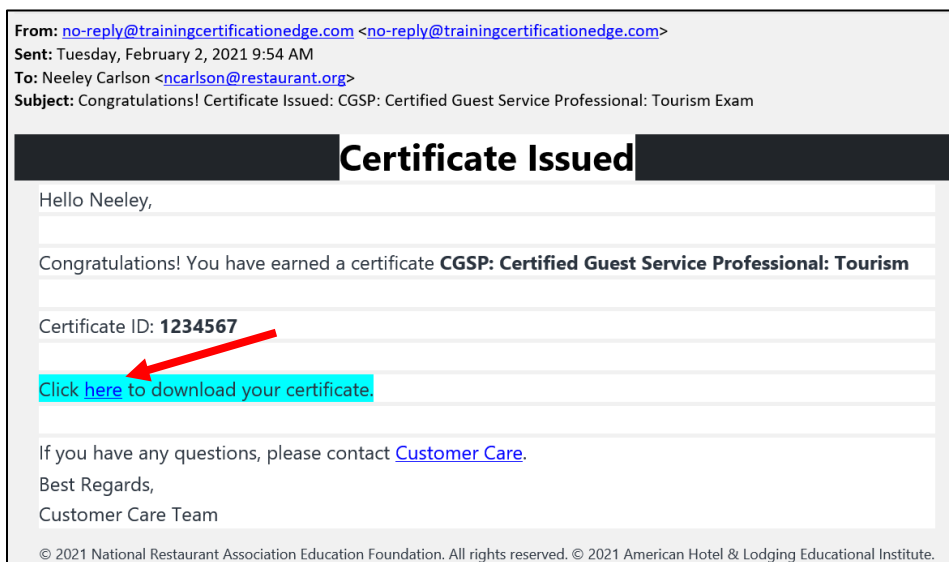 From: no-reply@trainingcertificationedge.com <no-reply@trainingcertificationedge.com>
Sent: Tuesday, February 2, 2021 9:54 AM
To: Neeley Carlson <ncarlson@restaurant.org>
Subject: Congratulations! Certificate Issued: CGSP: Certified Guest Service Professional: Tourism Exam
Certificate Issued
Hello Neeley,
Congratulations! You have earned a certificate CGSP: Certified Guest Service Professional: Tourism
Certificate ID: 1234567
Click here to download your certificate.
If you have any questions, please contact Customer Care.
Best Regards,
Customer Care Team
© 2021 National Restaurant Association Education Foundation. All rights reserved. © 2021 American Hotel & Lodging Educational Institute.